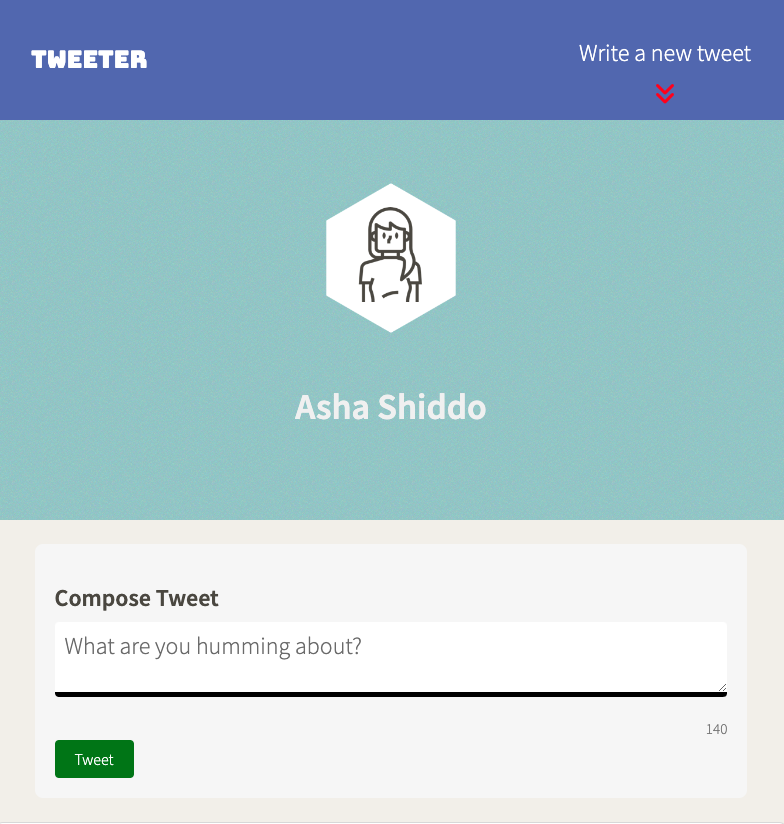 TWEETER
Write a new tweet
Asha Shiddo
Compose Tweet
What are you humming about?
140
Tweet